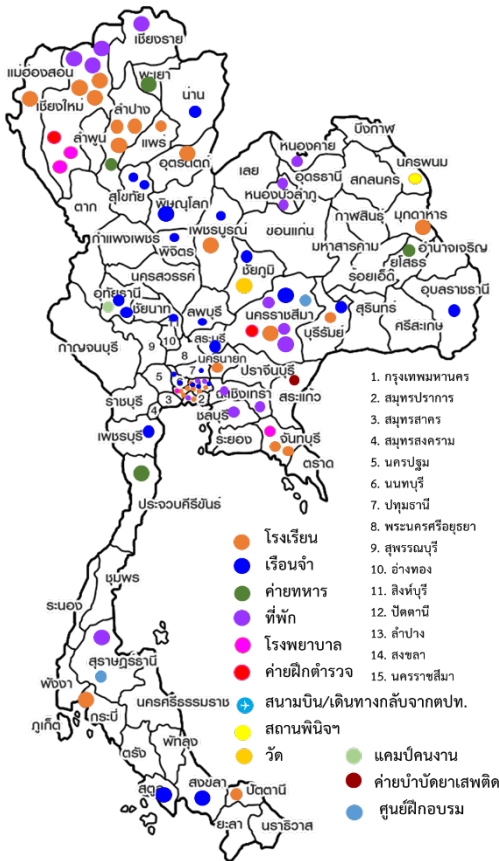 เชียงราย
แม่ฮ่องสอน
พะเยา
เชียงใหม่
น่าน
ลำปาง
ลำพูน
แพร่
อุตรดิตถ์
บึงกาฬ
หนองคาย
เลย
อุดรธานี
นครพนม
สกลนคร
หนองบัวลำภู
ตาก
สุโขทัย
พิษณุโลก
กำแพงเพชร
เพชรบูรณ์
ขอนแก่น
กาฬสินธุ์
มุกดาหาร
พิจิตร
มหาสารคาม
อำนาจเจริญ
ยโสธร
ร้อยเอ็ด
ชัยภูมิ
นครสวรรค์
อุบลราชธานี
อุทัยธานี
ชัยนาท
ลพบุรี
นครราชสีมา
บุรีรัมย์
สุรินทร์
ศรีสะเกษ
กาญจนบุรี
11
10
9
8
สระบุรี
นครนายก
ปราจีนบุรี
5
7
6
1
3
2
4
ฉะเชิงเทรา
สระแก้ว
ราชบุรี
ชลบุรี
เพชรบุรี
ระยอง
จันทบุรี
ตราด
ประจวบคีรีขันธ์
ชุมพร
ระนอง
สุราษฎร์ธานี
พังงา
นครศรีธรรมราช
ภูเก็ต
กระบี่
ตรัง
พัทลุง
สตูล
สงขลา
ปัตตานี
ยะลา
นราธิวาส
1. กรุงเทพมหานคร
2. สมุทรปราการ
3. สมุทรสาคร
4. สมุทรสงคราม
5. นครปฐม
6. นนทบุรี
7. ปทุมธานี
8. พระนครศรีอยุธยา
9. สุพรรณบุรี
10. อ่างทอง
11. สิงห์บุรี
12. ปัตตานี
13. ลำปาง
14. สงขลา
15. นครราชสีมา
โรงเรียน
เรือนจำ
ค่ายทหาร
ที่พัก
โรงพยาบาล
ค่ายฝึกตำรวจ
สนามบิน/เดินทางกลับจากตปท.
สถานพินิจฯ
วัด
แคมป์คนงาน
ค่ายบำบัดยาเสพติด
ศูนย์ฝึกอบรม